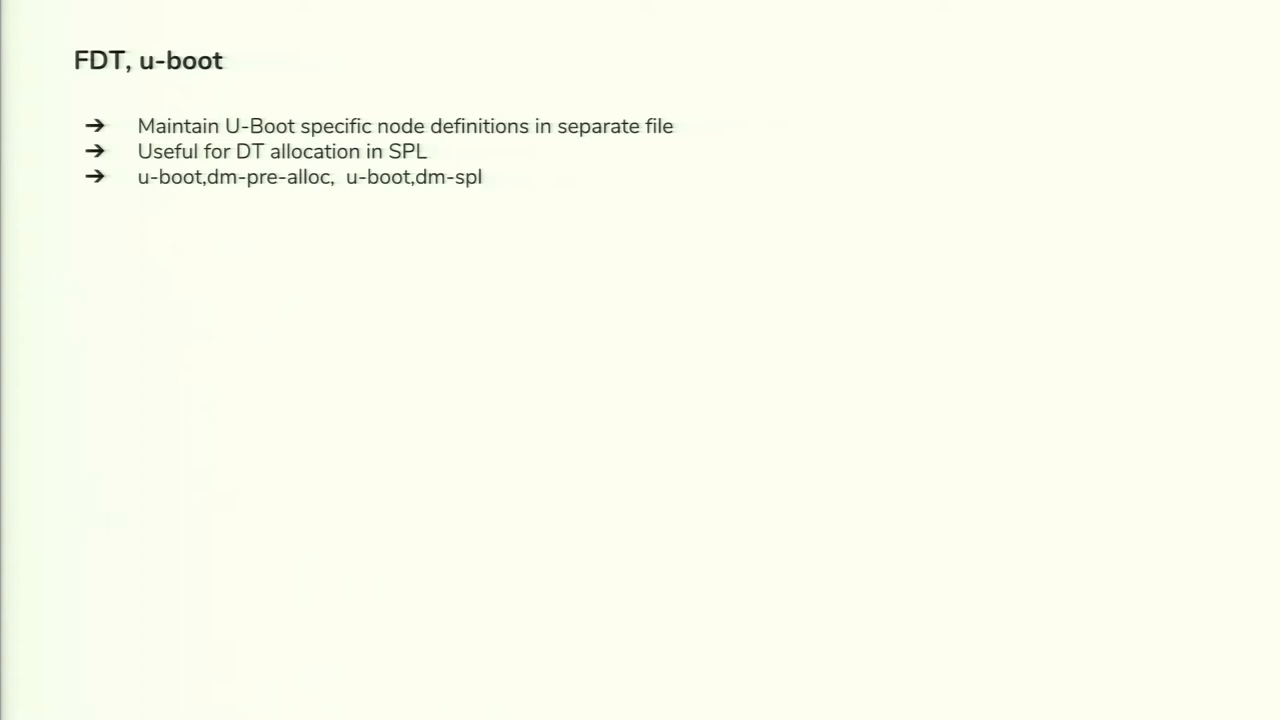 FDT, u-boot
➔ Maintain U-Boot specific node definitions in separate file
➔ Useful for DT allocation in SPL
➔ u-boot,dm-pre-alloc, u-boot,dm-spl